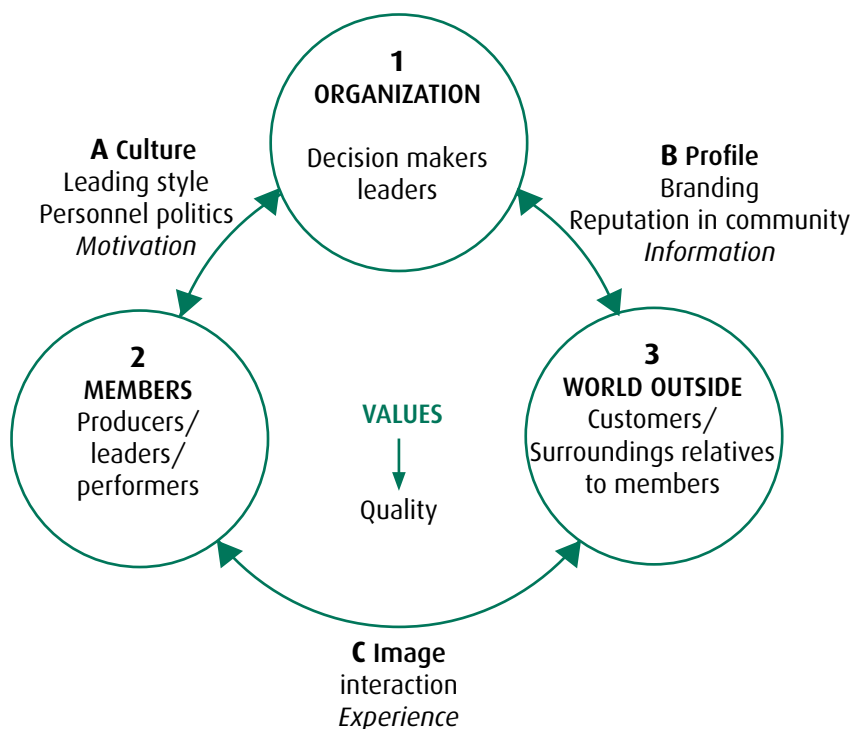 1
ORGANIZATION
Decision makers
leaders
A Culture
Leading style
Personnel politics
Motivation
B Profile
Branding
Reputation in community
Information
2
MEMBERS
Producers/
leaders/
performers
VALUES
Quality
3
WORLD OUTSIDE
Customers/
Surroundings relatives
to members
C Image
interaction
Experience